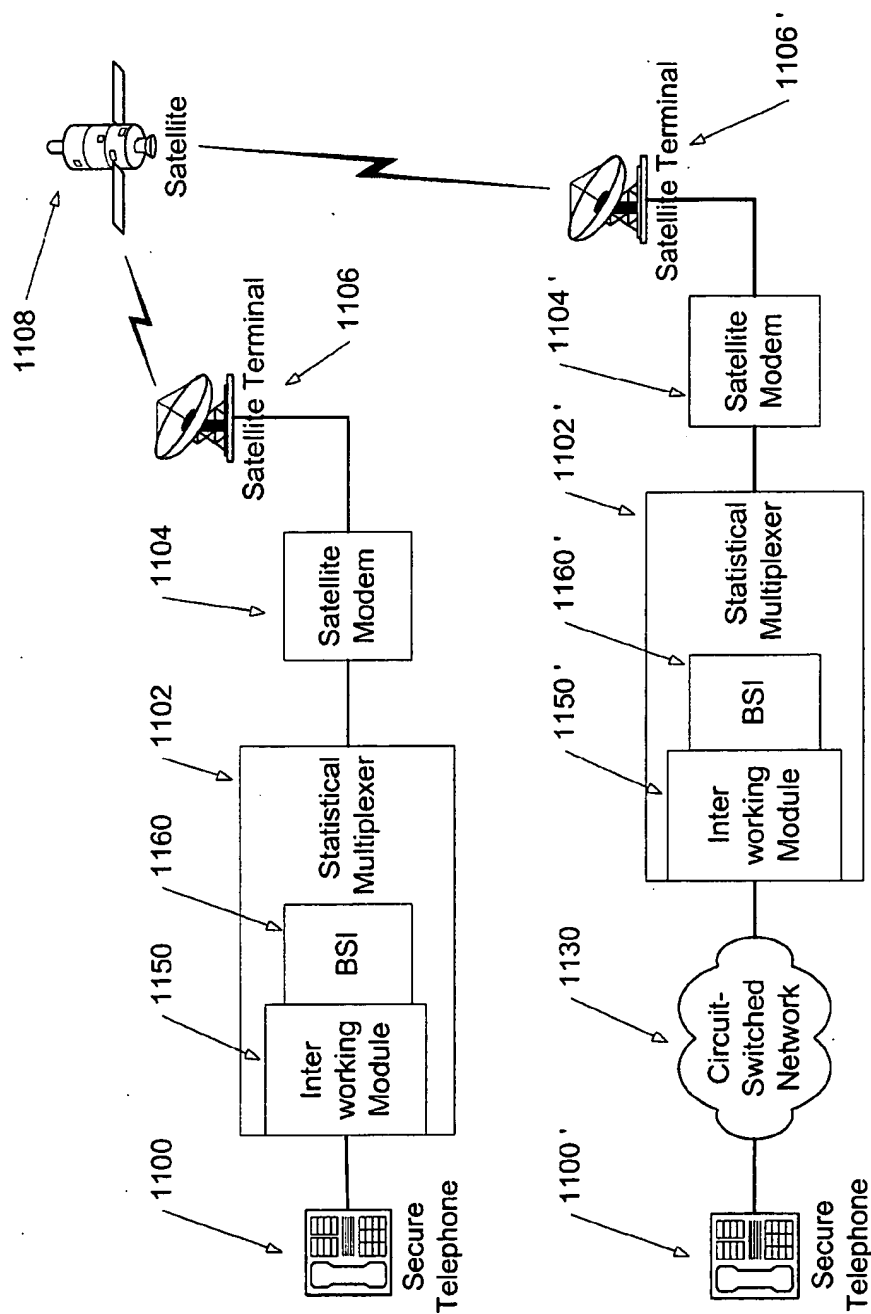 1108
Satellite
1106
Satellite Terminal
1104
Satellite
Modem
1102
Statistical
Multiplexer
1160
BSI
1150
Inter
working
Module
1100
Secure
Telephone
1106'
Satellite Terminal
1104'
Satellite
Modem
1102'
Statistical
Multiplexer
1160'
BSI
1150'
Inter
working
Module
1130
Circuit-
Switched
Network
1100'
Secure
Telephone